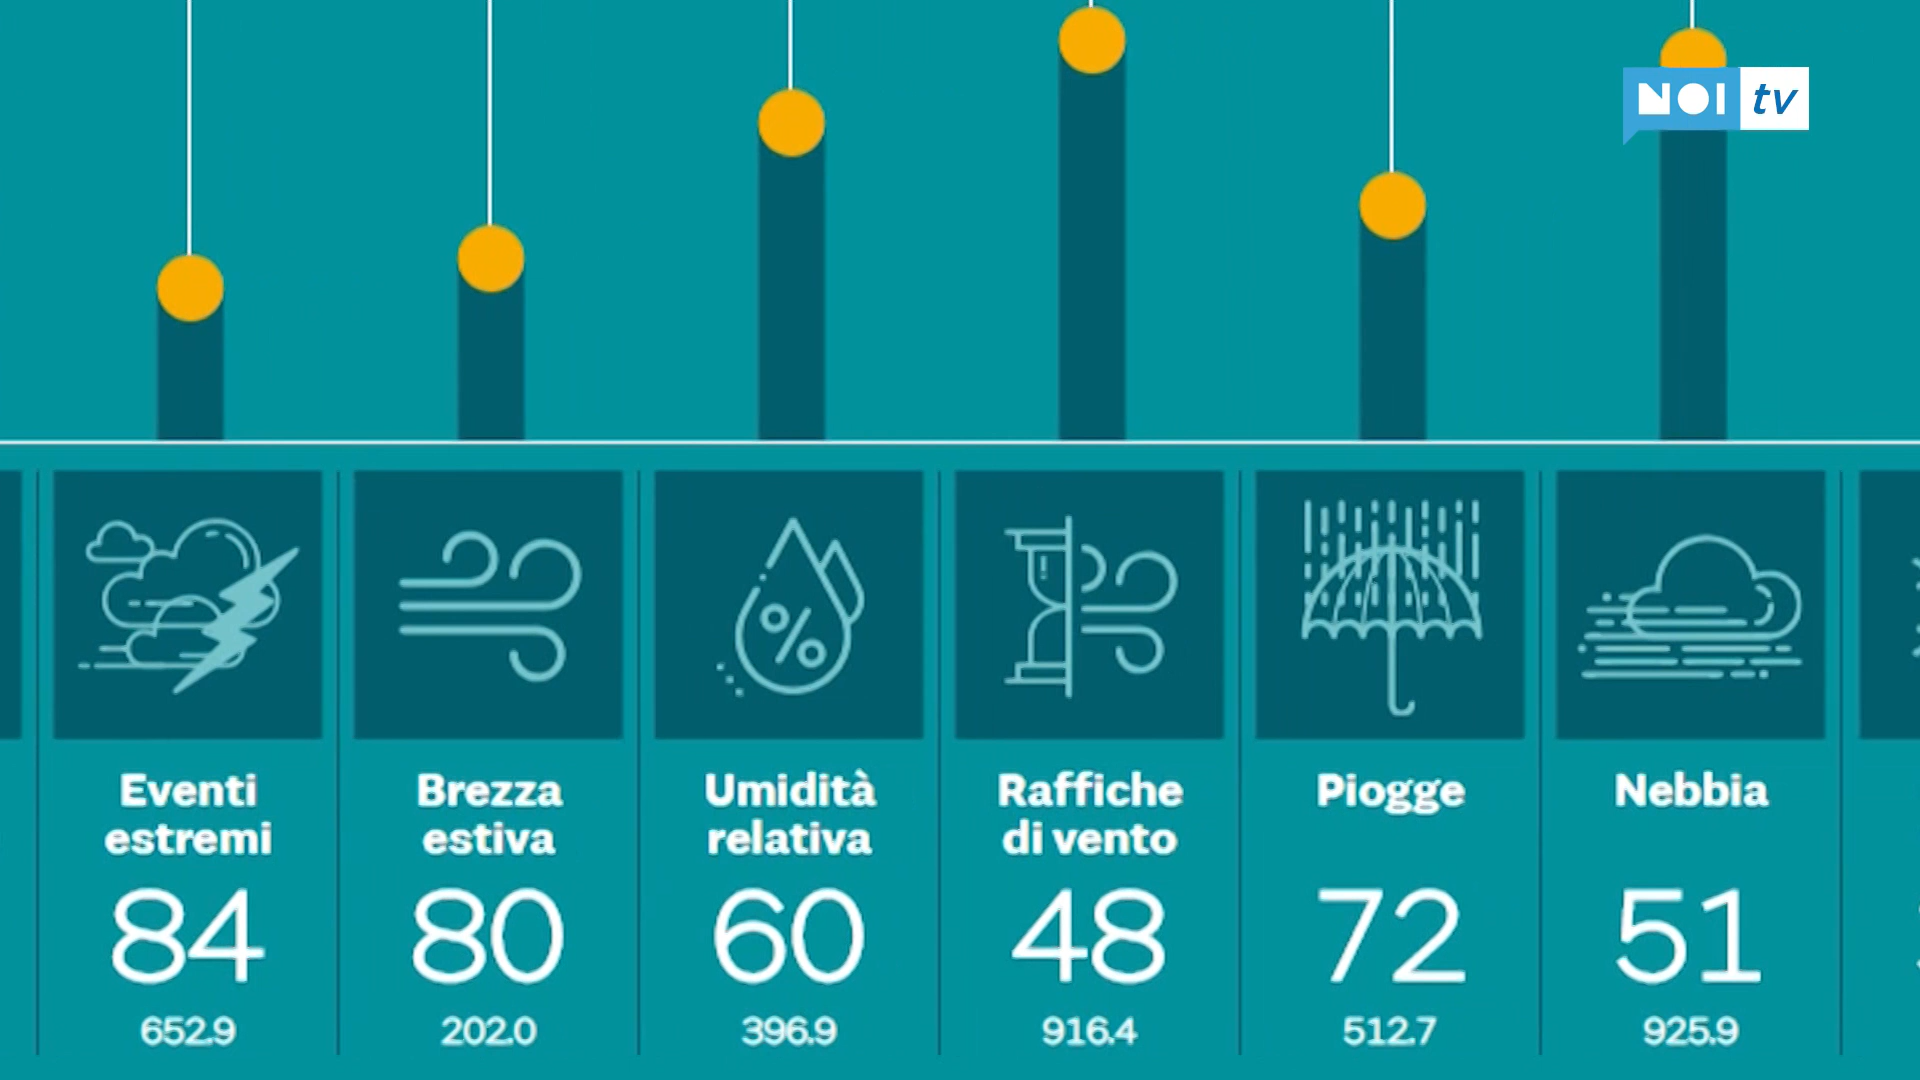 NOI tv
Eventi
estremi
84
652.9
Brezza
estiva
80
202.0
Umidità
relativa
60
396.9
Raffiche
di vento
48
916.4
Piogge
72
512.7
Nebbia
51
925.9